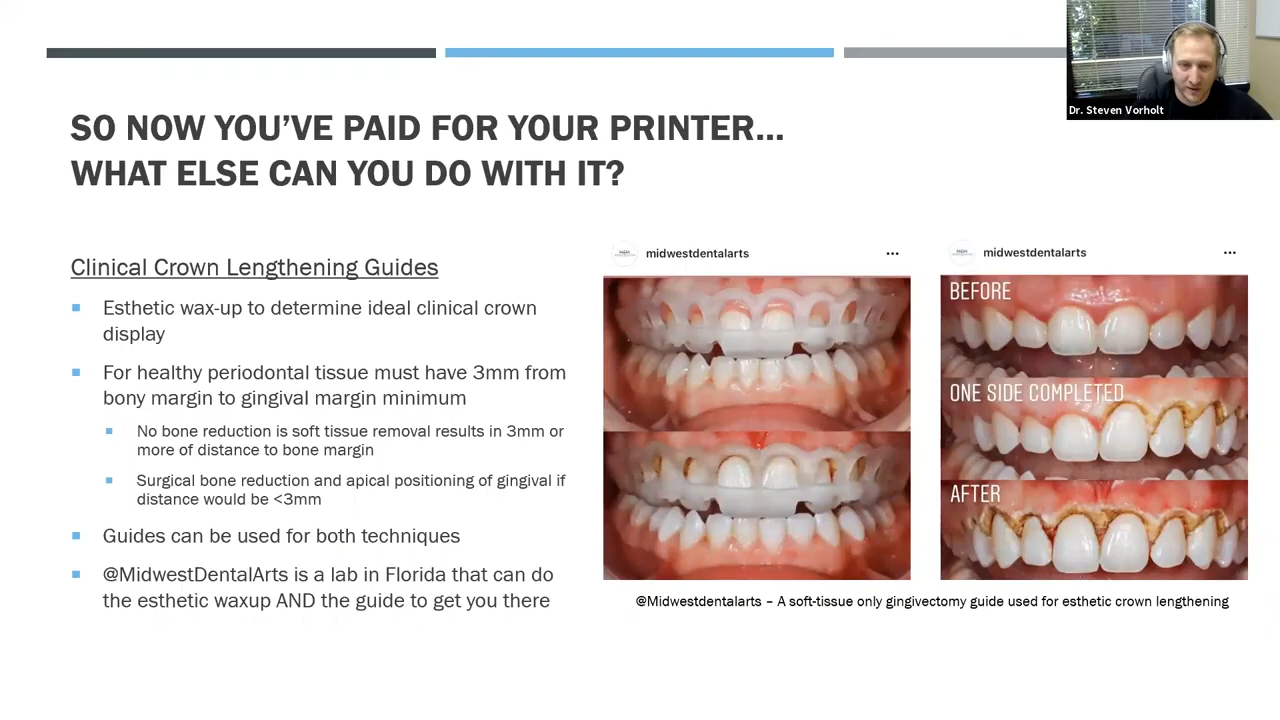 Dr. Steven Vorholt
SO NOW YOU'VE PAID FOR YOUR PRINTER...
WHAT ELSE CAN YOU DO WITH IT?
Clinical Crown Lengthening Guides
Esthetic wax-up to determine ideal clinical crown
display
For healthy periodontal tissue must have 3mm from
bony margin to gingival margin minimum
No bone reduction is soft tissue removal results in 3mm or
more of distance to bone margin
Surgical bone reduction and apical positioning of gingival if
distance would be <3mm
Guides can be used for both techniques
@MidwestDentalArts is a lab in Florida that can do
the esthetic waxup AND the guide to get you there
midwestdentalarts
midwestdentalarts
BEFORE
ONE SIDE COMPLETED
AFTER
@Midwestdentalarts – A soft-tissue only gingivectomy guide used for esthetic crown lengthening